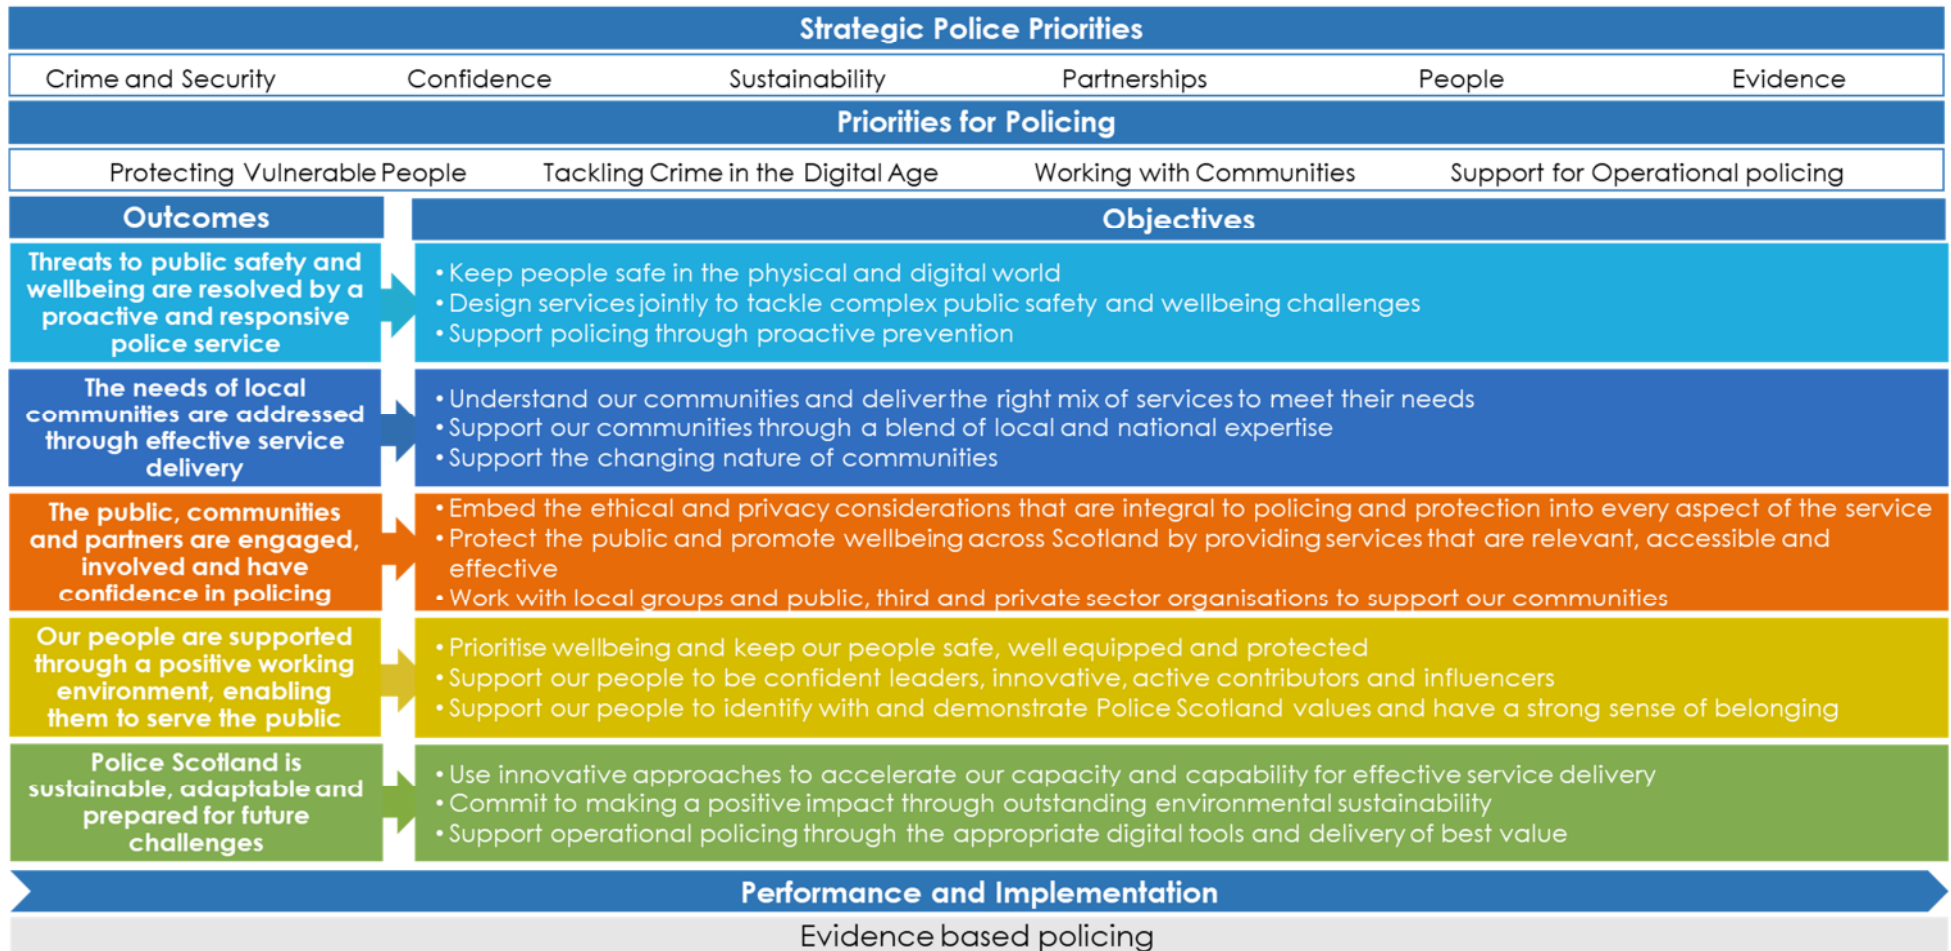 Strategic Police Priorities
Crime and Security Confidence Sustainability Partnerships People Evidence
Priorities for Policing
Protecting Vulnerable People Tackling Crime in the Digital Age Working with Communities Support for Operational policing
Outcomes
Objectives
Threats to public safety and
wellbeing are resolved by a
proactive and responsive
police service
• Keep people safe in the physical and digital world
• Design services jointly to tackle complex public safety and wellbeing challenges
• Support policing through proactive prevention
The needs of local
communities are addressed
through effective service
delivery
• Understand our communities and deliver the right mix of services to meet their needs
• Support our communities through a blend of local and national expertise
• Support the changing nature of communities
The public, communities
and partners are engaged,
involved and have
confidence in policing
• Embed the ethical and privacy considerations that are integral to policing and protection into every aspect of the service
• Protect the public and promote wellbeing across Scotland by providing services that are relevant, accessible and
effective
• Work with local groups and public, third and private sector organisations to support our communities
Our people are supported
through a positive working
environment, enabling
them to serve the public
• Prioritise wellbeing and keep our people safe, well equipped and protected
• Support our people to be confident leaders, innovative, active contributors and influencers
• Support our people to identify with and demonstrate Police Scotland values and have a strong sense of belonging
Police Scotland is
sustainable, adaptable and
prepared for future
challenges
• Use innovative approaches to accelerate our capacity and capability for effective service delivery
• Commit to making a positive impact through outstanding environmental sustainability
• Support operational policing through the appropriate digital tools and delivery of best value
Performance and Implementation
Evidence based policing